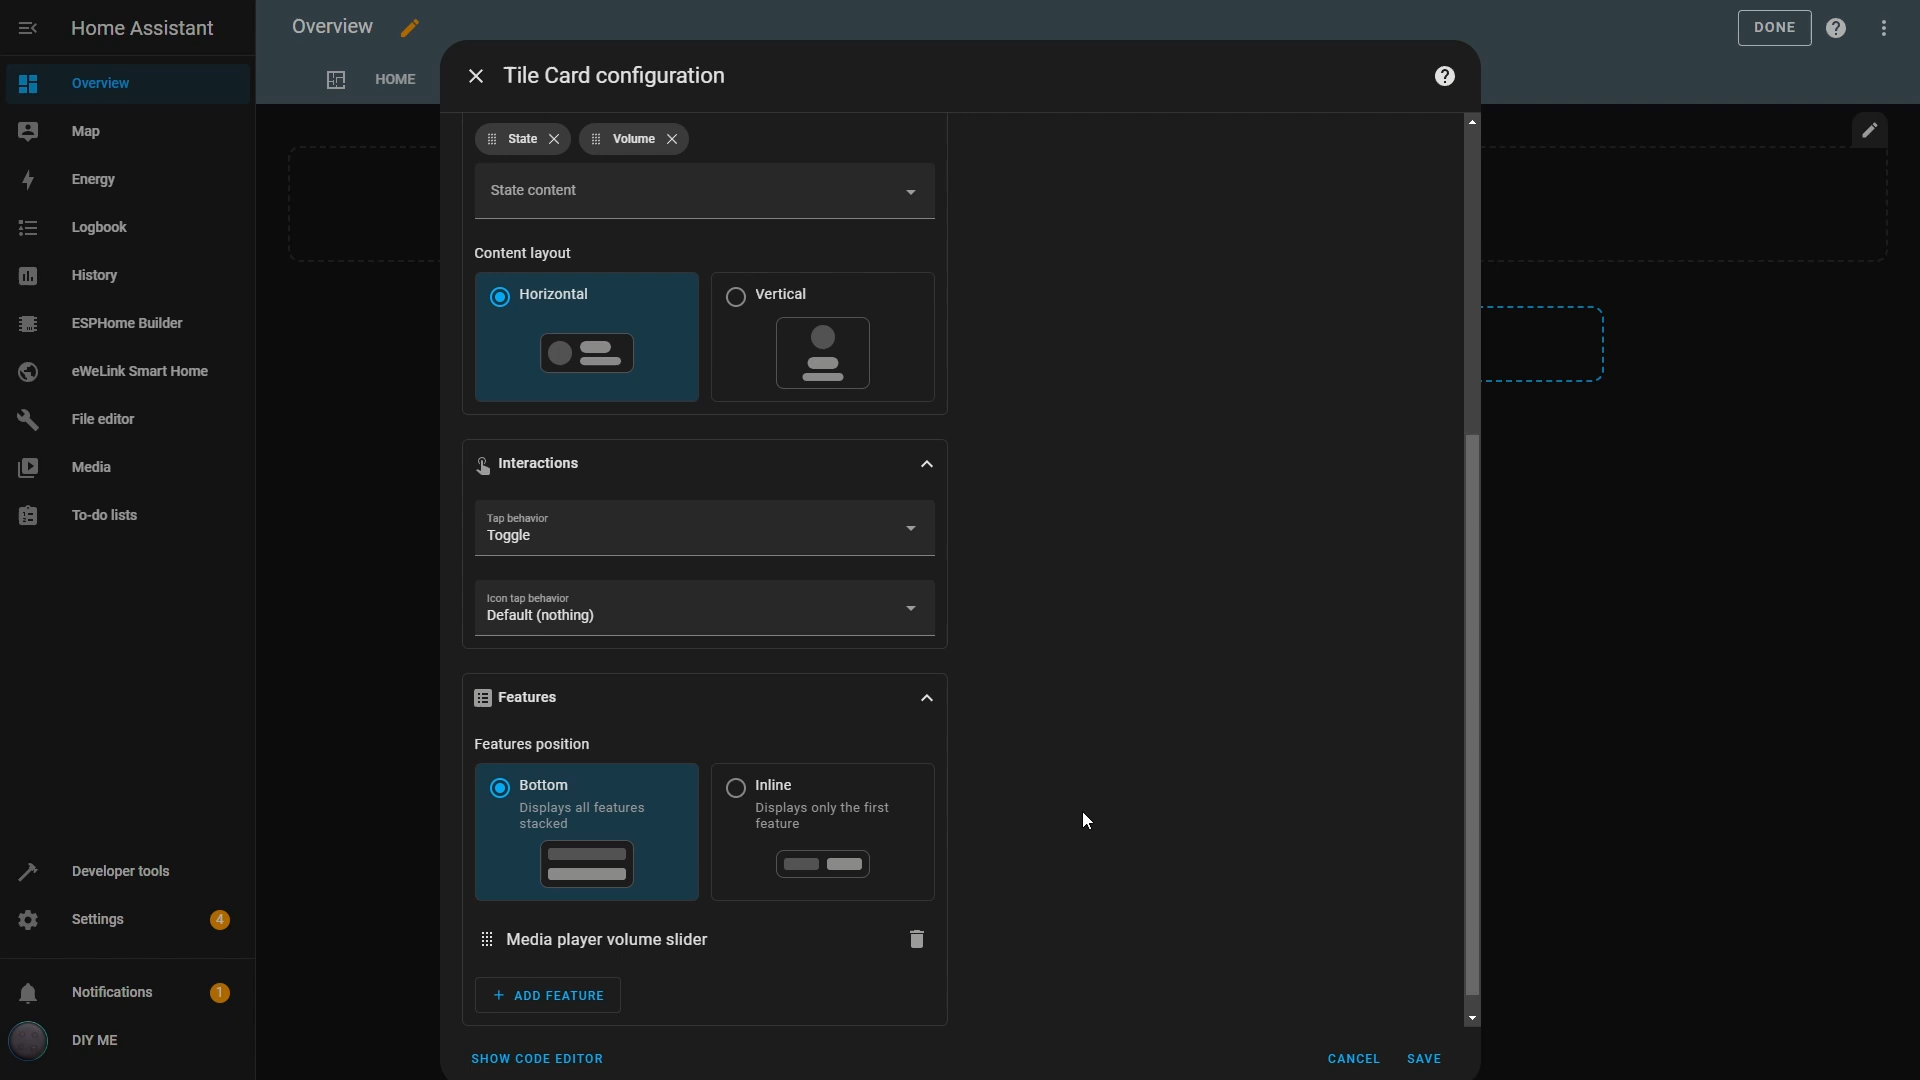 Home Assistant
Overview
DONE
HOME
Overview
Map
Energy
Logbook
History
ESPHome Builder
eWeLink Smart Home
File editor
Media
To-do lists
Developer tools
Settings
4
Notifications
1
DIY ME
Tile Card configuration
State
Volume
State content
Content layout
Horizontal
Vertical
Interactions
Tap behavior
Toggle
Icon tap behavior
Default (nothing)
Features
Features position
Bottom
Displays all features
stacked
Inline
Displays only the first
feature
Media player volume slider
+ ADD FEATURE
SHOW CODE EDITOR
CANCEL
SAVE